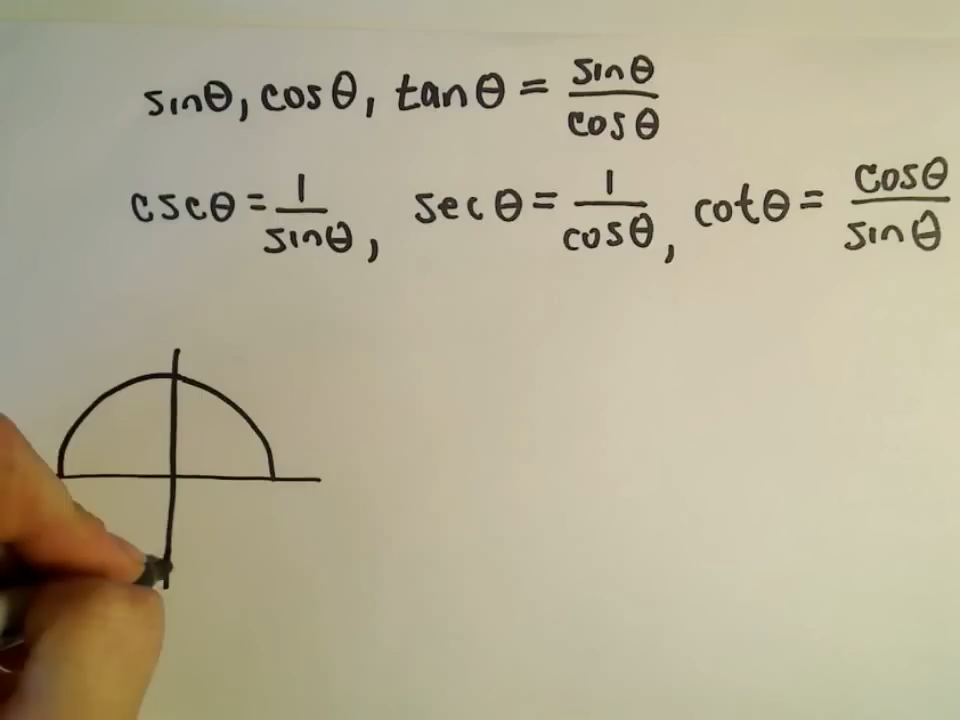 sinθ, cosθ, tanθ = sinθ/cosθ
cscθ = 1/sinθ, secθ = 1/cosθ, cotθ = cosθ/sinθ